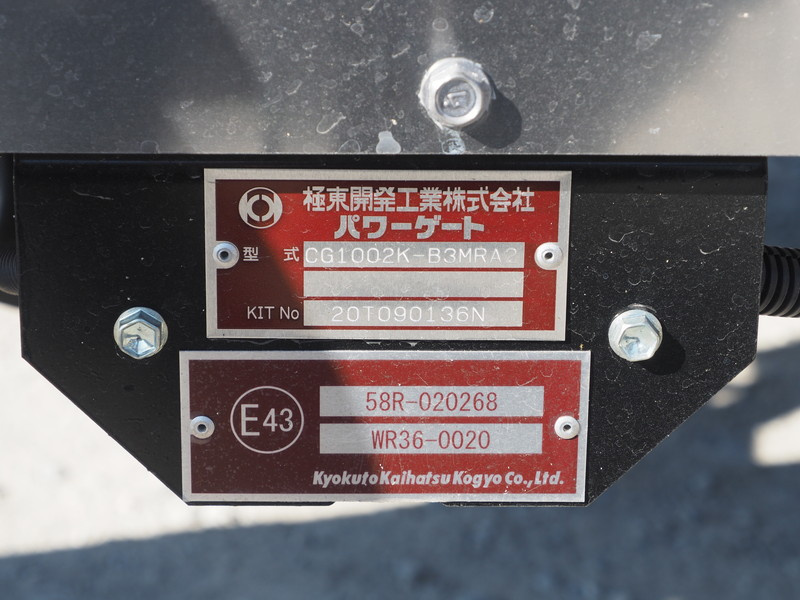 極東開発工業株式会社
パワーゲート
型 式 CG1002K-B3MRA2
KIT No 20T090136N
E43
58R-020268
WR36-0020
Kyokuto Kaihatsu Kogyo Co., Ltd.